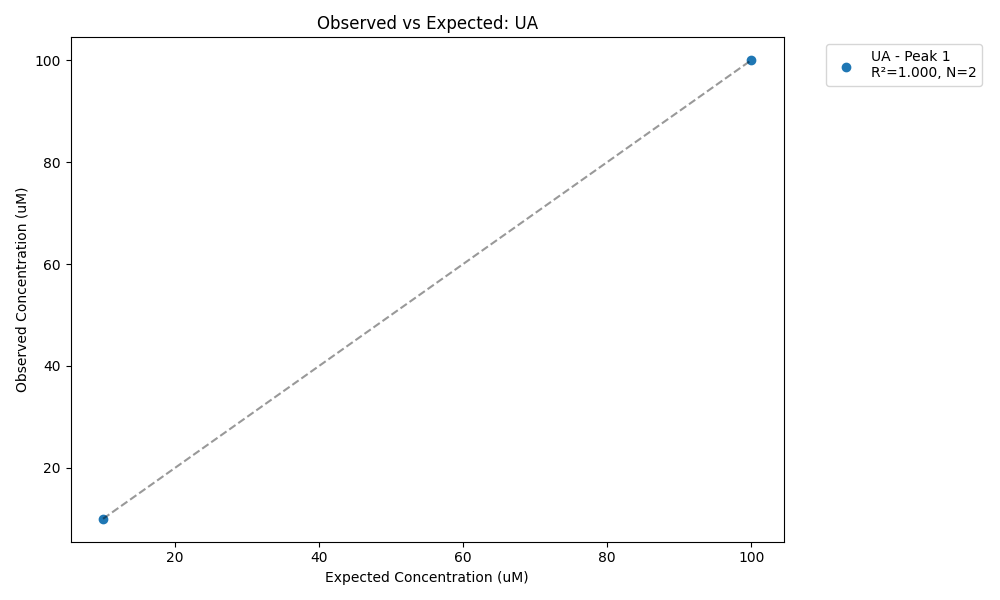 Observed vs Expected: UA
UA - Peak 1
R²=1.000, N=2
Observed Concentration (uM)
100
80
60
40
20
20 40 60 80 100
Expected Concentration (uM)